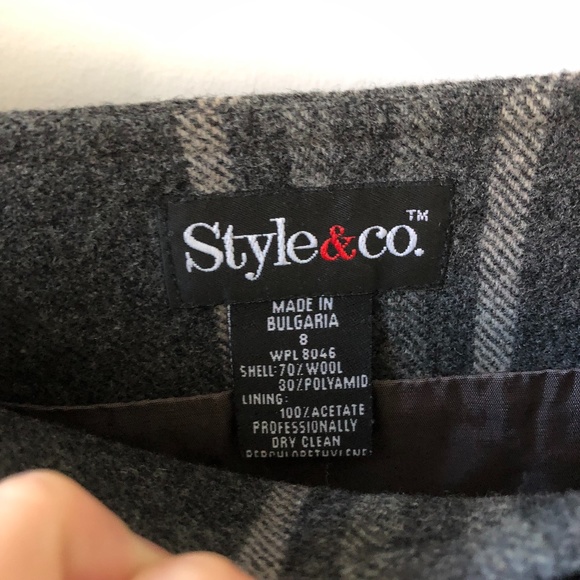 Style&co.™
MADE IN
BULGARIA
8
WPL 8046
SHELL:70%WOOL
30%POLYAMID
LINING:
100%ACETATE
PROFESSIONALLY
DRY CLEAN
PERCHLORETHYLENE